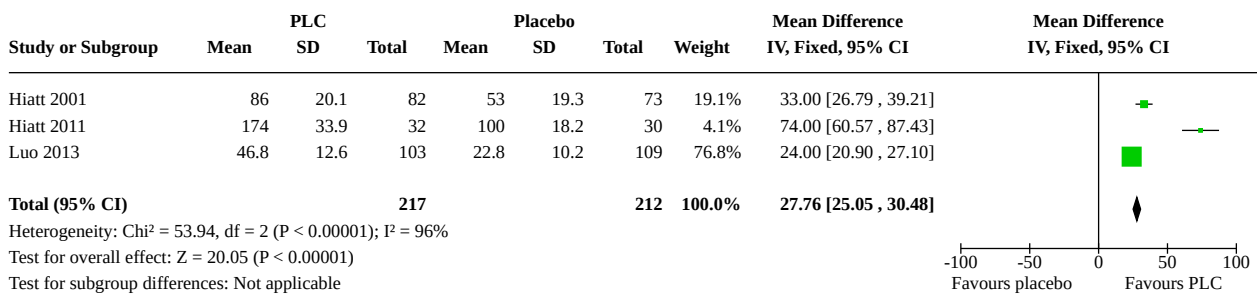 PLC Placebo Mean Difference Mean Difference
Study or Subgroup Mean SD Total Mean SD Total Weight IV, Fixed, 95% CI IV, Fixed, 95% CI
Hiatt 2001 86 20.1 82 53 19.3 73 19.1% 33.00 [26.79 , 39.21]
Hiatt 2011 174 33.9 32 100 18.2 30 4.1% 74.00 [60.57 , 87.43]
Luo 2013 46.8 12.6 103 22.8 10.2 109 76.8% 24.00 [20.90 , 27.10]
Total (95% CI) 217 212 100.0% 27.76 [25.05 , 30.48]
Heterogeneity: Chi² = 53.94, df = 2 (P < 0.00001); I² = 96%
Test for overall effect: Z = 20.05 (P < 0.00001)
Test for subgroup differences: Not applicable
-100 -50 0 50 100
Favours placebo Favours PLC